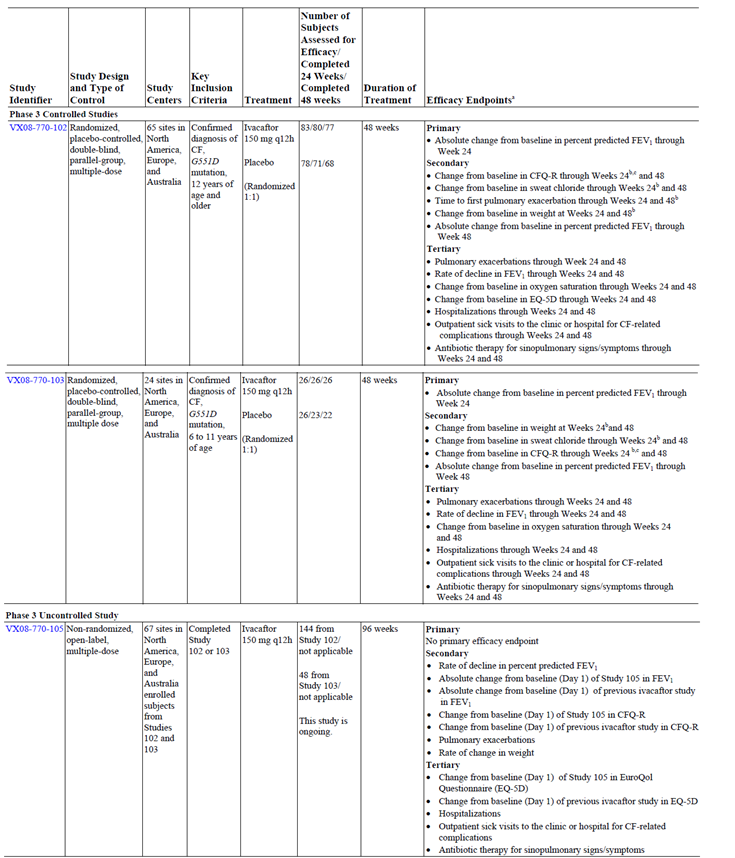 Study
Identifier
Study Design
and Type of
Control
Study
Centers
Key
Inclusion
Criteria
Treatment
Number of
Subjects
Assessed for
Efficacy/
Completed
24 Weeks/
Completed
48 weeks
Duration of
Treatment
Efficacy Endpointsª
Phase 3 Controlled Studies
VX08-770-102
Randomized,
placebo-controlled,
double-blind,
parallel-group,
multiple-dose
65 sites in
North
America,
Europe,
and
Australia
Confirmed
diagnosis of
CF,
G551D
mutation,
12 years of
age and
older
Ivacaftor
150 mg q12h
Placebo
(Randomized
1:1)
83/80/77
78/71/68
48 weeks
Primary
• Absolute change from baseline in percent predicted FEV₁ through
Week 24
Secondary
• Change from baseline in CFQ-R through Weeks 24b,c and 48
• Change from baseline in sweat chloride through Weeks 24b and 48
• Time to first pulmonary exacerbation through Weeks 24 and 48b
• Change from baseline in weight at Weeks 24 and 48b
• Absolute change from baseline in percent predicted FEV₁ through
Week 48
Tertiary
• Pulmonary exacerbations through Week 24 and 48
• Rate of decline in FEV₁ through Weeks 24 and 48
• Change from baseline in oxygen saturation through Weeks 24 and 48
• Change from baseline in EQ-5D through Weeks 24 and 48
• Hospitalizations through Weeks 24 and 48
• Outpatient sick visits to the clinic or hospital for CF-related
complications through Weeks 24 and 48
• Antibiotic therapy for sinopulmonary signs/symptoms through
Weeks 24 and 48
VX08-770-103
Randomized,
placebo-controlled,
double-blind,
parallel-group,
multiple dose
24 sites in
North
America,
Europe,
and
Australia
Confirmed
diagnosis of
CF,
G551D
mutation,
6 to 11 years
of age
Ivacaftor
150 mg q12h
Placebo
(Randomized
1:1)
26/26/26
26/23/22
48 weeks
Primary
• Absolute change from baseline in percent predicted FEV₁ through
Week 24
Secondary
• Change from baseline in weight at Weeks 24b and 48
• Change from baseline in sweat chloride through Weeks 24b and 48
• Change from baseline in CFQ-R through Weeks 24 b,c and 48
• Absolute change from baseline in percent predicted FEV₁ through
Week 48
Tertiary
• Pulmonary exacerbations through Weeks 24 and 48
• Rate of decline in FEV₁ through Weeks 24 and 48
• Change from baseline in oxygen saturation through Weeks 24
and 48
• Hospitalizations through Weeks 24 and 48
• Outpatient sick visits to the clinic or hospital for CF-related
complications through Weeks 24 and 48
• Antibiotic therapy for sinopulmonary signs/symptoms through
Weeks 24 and 48
Phase 3 Uncontrolled Study
VX08-770-105
Non-randomized,
open-label,
multiple-dose
67 sites in
North
America,
Europe,
and
Australia
enrolled
subjects
from
Studies
102 and
103
Completed
Study
102 or 103
Ivacaftor
150 mg q12h
144 from
Study 102/
not applicable
48 from
Study 103/
not applicable
This study is
ongoing.
96 weeks
Primary
No primary efficacy endpoint
Secondary
• Rate of decline in percent predicted FEV₁
• Absolute change from baseline (Day 1) of Study 105 in FEV₁
• Absolute change from baseline (Day 1) of previous ivacaftor study
in FEV₁
• Change from baseline (Day 1) of Study 105 in CFQ-R
• Change from baseline (Day 1) of previous ivacaftor study in CFQ-R
• Pulmonary exacerbations
• Rate of change in weight
Tertiary
• Change from baseline (Day 1) of Study 105 in EuroQol
Questionnaire (EQ-5D)
• Change from baseline (Day 1) of previous ivacaftor study in EQ-5D
• Hospitalizations
• Outpatient sick visits to the clinic or hospital for CF-related
complications
• Antibiotic therapy for sinopulmonary signs/symptoms